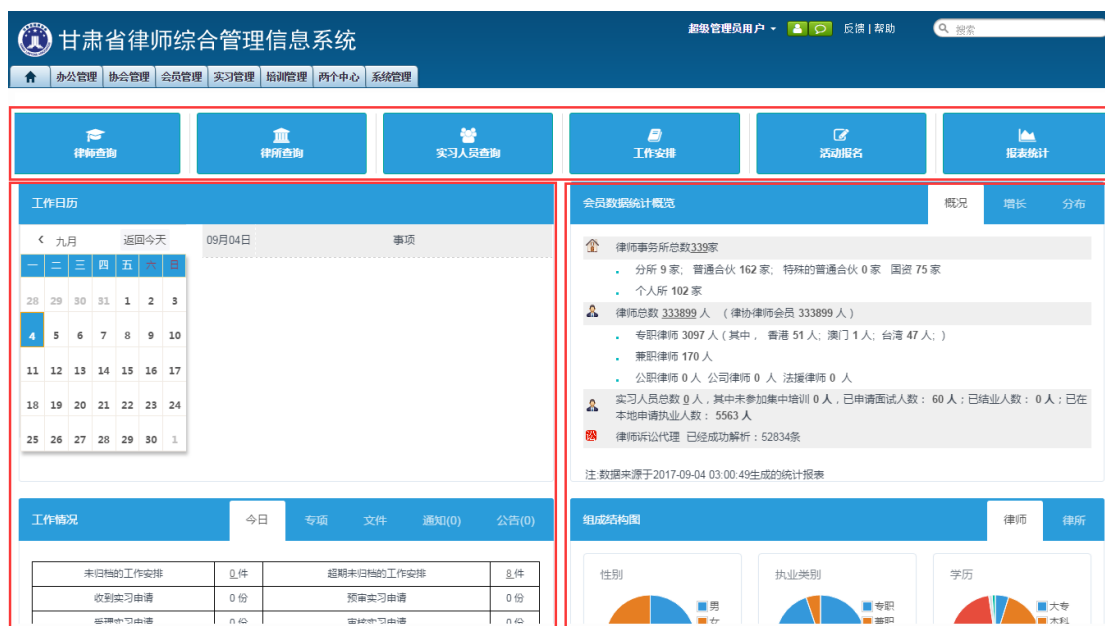 甘肃省律师综合管理信息系统
超级管理员用户 反馈 | 帮助 搜索
办公管理 协会管理 会员管理 实习管理 培训管理 两个中心 系统管理
律师查询 律所查询 实习人员查询 工作安排 活动报名 报表统计
工作日历
九月 返回今天 09月04日 事项
一 二 三 四 五 六 日
28 29 30 31 1 2 3
4 5 6 7 8 9 10
11 12 13 14 15 16 17
18 19 20 21 22 23 24
25 26 27 28 29 30 1
会员数据统计概览 概况 增长 分布
律师事务所总数339家
分所 9 家; 普通合伙 162 家; 特殊的普通合伙 0 家 国资 75 家
个人所 102 家
律师总数 333899 人 （律协律师会员 333899 人）
专职律师 3097 人 ( 其中， 香港 51 人; 澳门 1 人; 台湾 47 人; )
兼职律师 170 人
公职律师 0 人 公司律师 0 人 法援律师 0 人
实习人员总数 0 人，其中未参加集中培训 0 人，已申请面试人数： 60 人；已结业人数： 0 人；已在
本地申请执业人数： 5563 人
律师诉讼代理 已经成功解析：52834条
注:数据来源于2017-09-04 03:00:49生成的统计报表
工作情况 今日 专项 文件 通知(0) 公告(0)
未归档的工作安排 0 件 超期未归档的工作安排 8 件
收到实习申请 0 份 预审实习申请 0 份
受理实习申请 0 份 审核实习申请 0 份
组成结构图 律师 律所
性别 执业类别 学历
男 专职 大专
女 兼职 本科